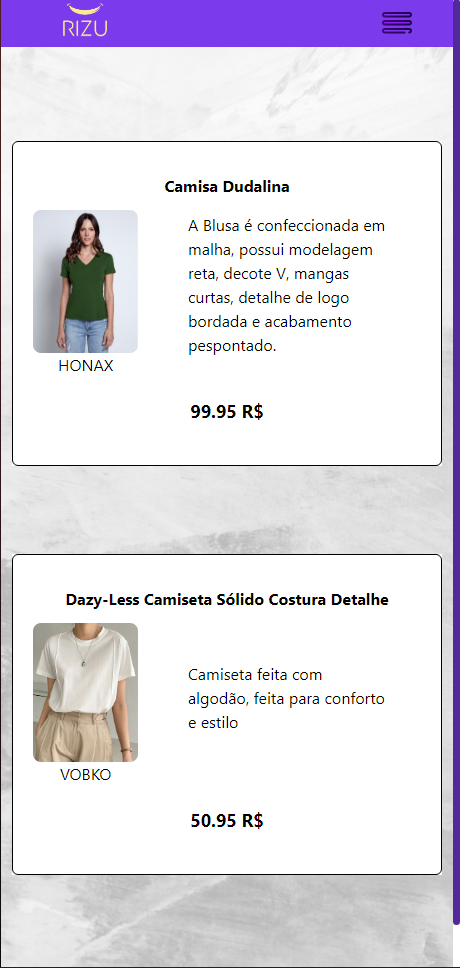 RIZU
Camisa Dudalina
A Blusa é confeccionada em
malha, possui modelagem
reta, decote V, mangas
curtas, detalhe de logo
bordada e acabamento
pespontado.
HONAX
99.95 R$
Dazy-Less Camiseta Sólido Costura Detalhe
Camiseta feita com
algodão, feita para conforto
e estilo
VOBKO
50.95 R$